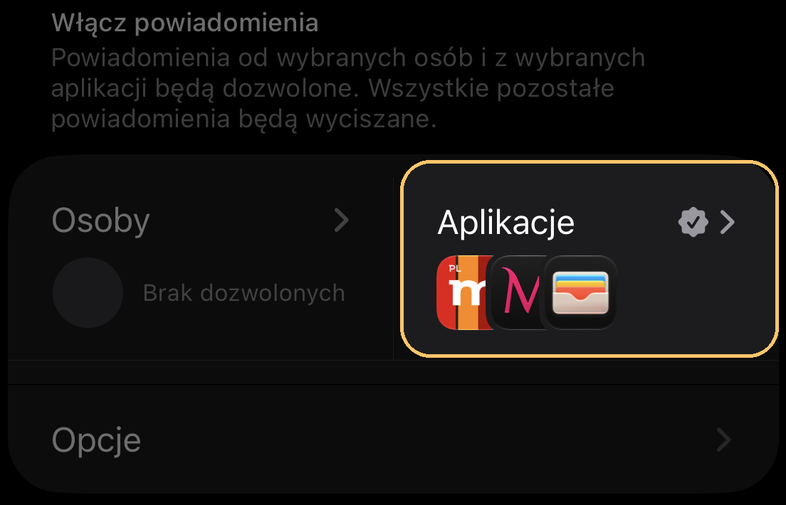 Włącz powiadomienia
Powiadomienia od wybranych osób i z wybranych
aplikacji będą dozwolone. Wszystkie pozostałe
powiadomienia będą wyciszane.
Osoby
Aplikacje
Brak dozwolonych
PL
m
N
Opcje